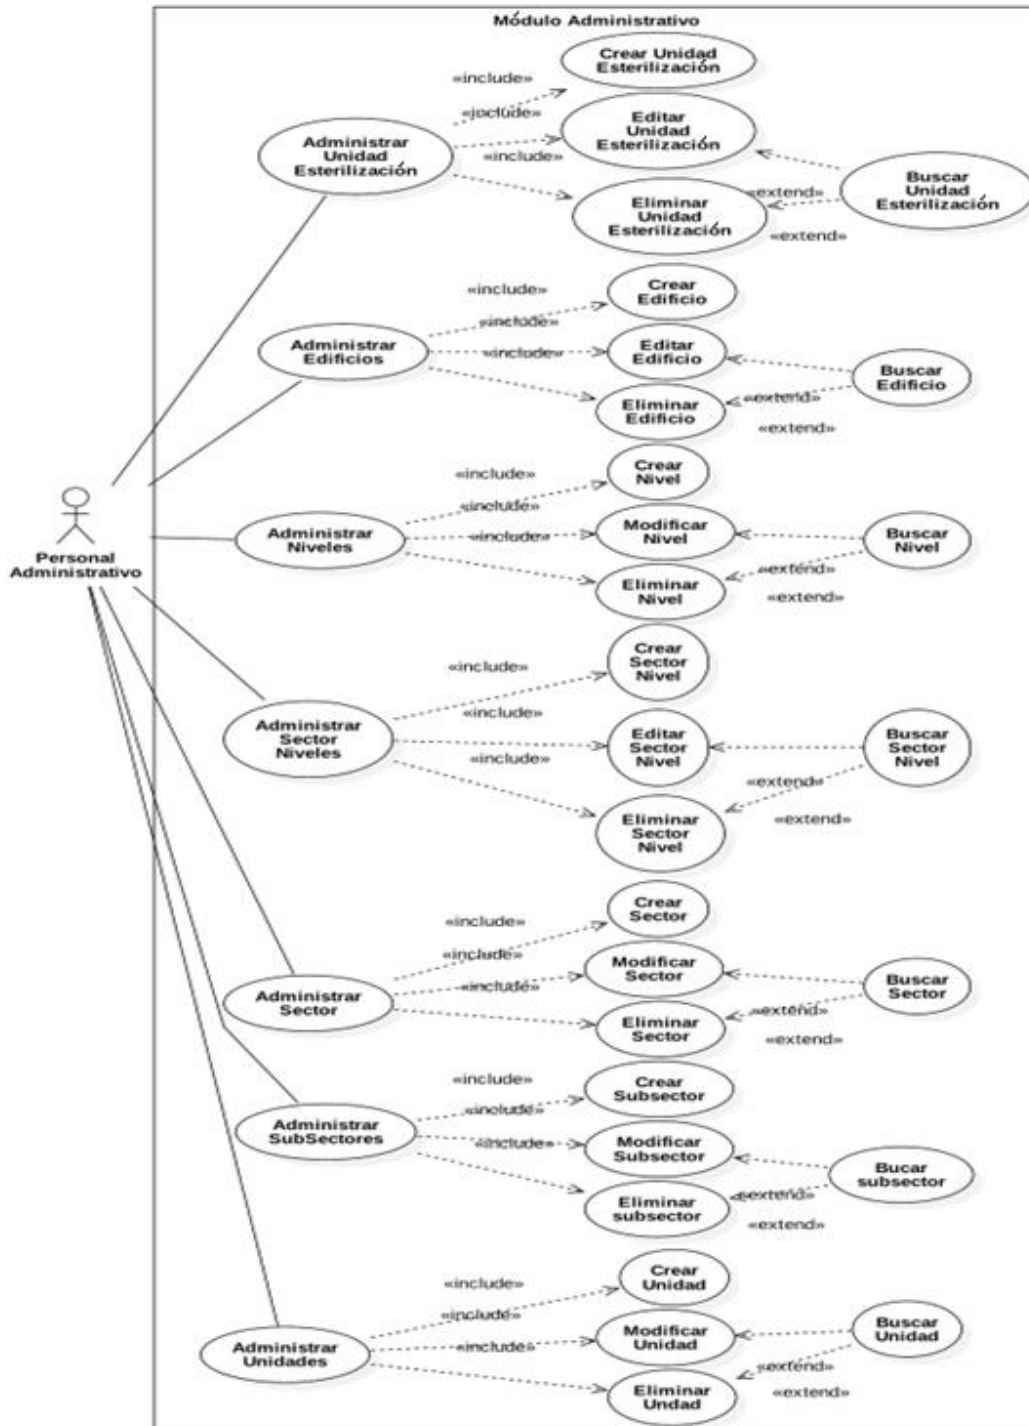 Módulo Administrativo
Crear Unidad
Esterilización
«include»
«include»
Editar
Unidad
Esterilización
Administrar
Unidad
Esterilización
«include»
Buscar
Unidad
Esterilización
«extend»
Eliminar
Unidad
Esterilización
«extend»
Crear
Edificio
«include»
«include»
Administrar
Edificios
«include»
Editar
Edificio
Buscar
Edificio
«extend»
Eliminar
Edificio
«extend»
Crear
Nivel
«include»
«include»
Administrar
Niveles
«include»
Modificar
Nivel
Buscar
Nivel
«extend»
Eliminar
Nivel
«extend»
Personal
Administrativo
Crear
Sector
Nivel
«include»
«include»
Administrar
Sector
Niveles
«include»
Editar
Sector
Nivel
Buscar
Sector
Nivel
«extend»
«extend»
Eliminar
Sector
Nivel
Crear
Sector
«include»
«include»
Administrar
Sector
«include»
Modificar
Sector
Buscar
Sector
«extend»
Eliminar
Sector
«extend»
Crear
Subsector
«include»
«include»
Administrar
SubSectores
«include»
Modificar
Subsector
Bucar
subsector
«extend»
Eliminar
subsector
«extend»
Crear
Unidad
«include»
«include»
Administrar
Unidades
«include»
Modificar
Unidad
Buscar
Unidad
«extend»
Eliminar
Undad
«extend»